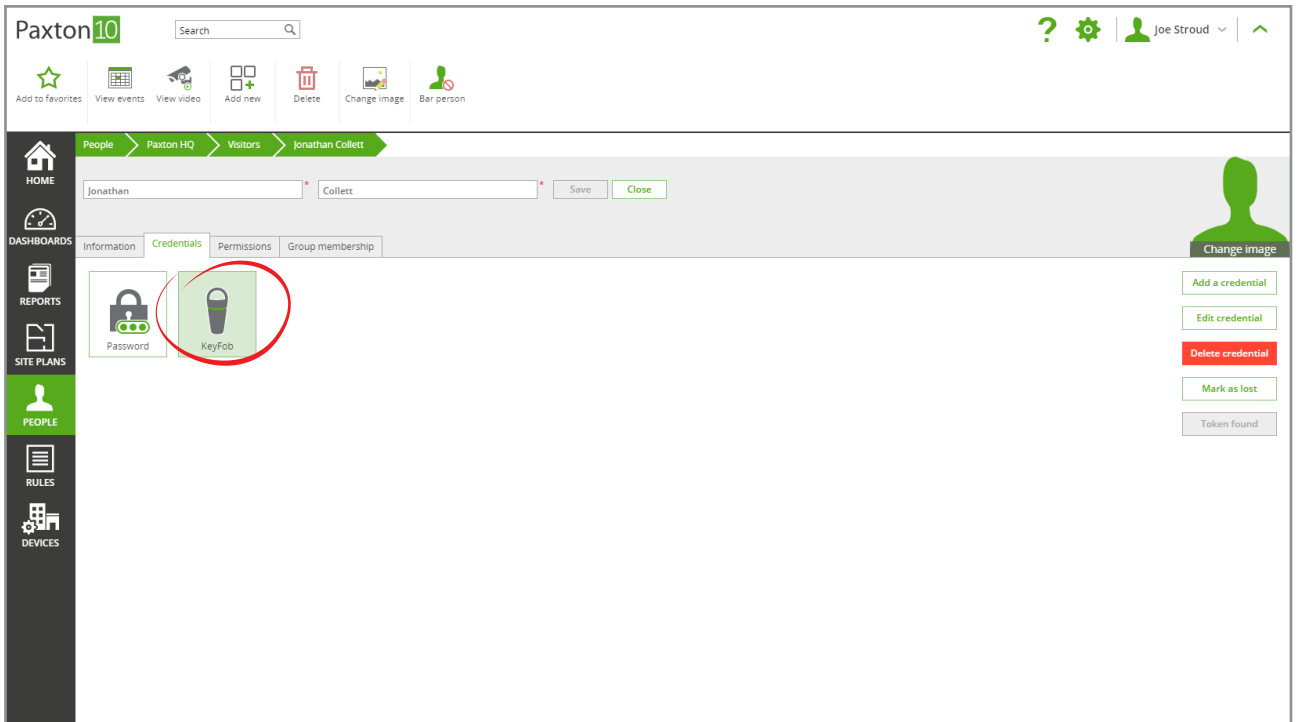 Paxton10
Search
Joe Stroud
Add to favorites
View events
View video
Add new
Delete
Change image
Bar person
People
Paxton HQ
Visitors
Jonathan Collett
HOME
Jonathan *
Collett *
Save
Close
DASHBOARDS
Information
Credentials
Permissions
Group membership
Change image
REPORTS
Password
KeyFob
Add a credential
Edit credential
Delete credential
Mark as lost
Token found
SITE PLANS
PEOPLE
RULES
DEVICES